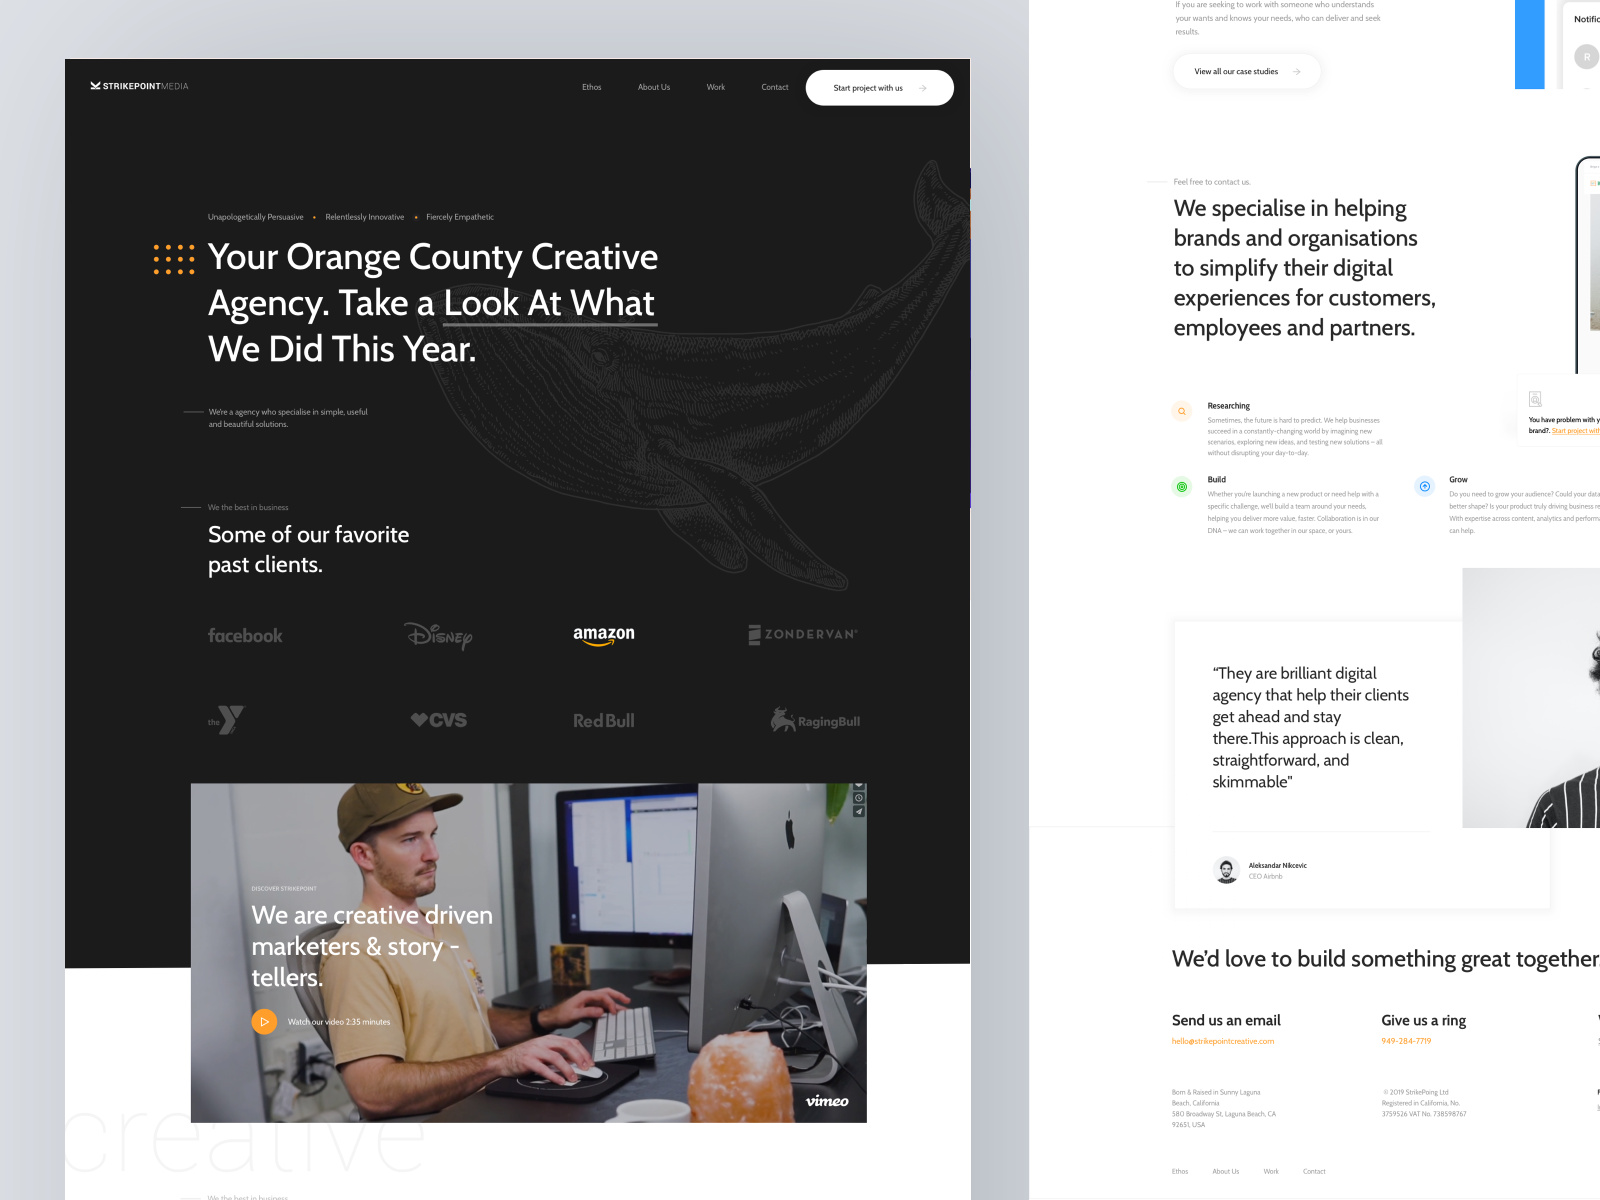 STRIKEPOINTMEDIA
Ethos
About Us
Work
Contact
Start project with us
Unapologetically Persuasive • Relentlessly Innovative • Fiercely Empathetic
Your Orange County Creative
Agency. Take a Look At What
We Did This Year.
We're a agency who specialise in simple, useful
and beautiful solutions.
We the best in business
Some of our favorite
past clients.
facebook
Disney
amazon
ZONDERVAN
the Y
CVS
Red Bull
RagingBull
DISCOVER STRIKEPOINT
We are creative driven
marketers & story -
tellers.
Watch our video 2:35 minutes
vimeo
creative
We the best in business
If you are seeking to work with someone who understands
your wants and knows your needs, who can deliver and seek
results.
View all our case studies
Notific
R
Feel free to contact us.
We specialise in helping
brands and organisations
to simplify their digital
experiences for customers,
employees and partners.
You have problem with y
brand?. Start project with
Researching
Sometimes, the future is hard to predict. We help businesses
succeed in a constantly-changing world by imagining new
scenarios, exploring new ideas, and testing new solutions – all
without disrupting your day-to-day.
Build
Whether you're launching a new product or need help with a
specific challenge, we'll build a team around your needs,
helping you deliver more value, faster. Collaboration is in our
DNA – we can work together in our space, or yours.
Grow
Do you need to grow your audience? Could your data
better shape? Is your product truly driving business re
With expertise across content, analytics and performa
can help.
“They are brilliant digital
agency that help their clients
get ahead and stay
there.This approach is clean,
straightforward, and
skimmable"
Aleksandar Nikcevic
CEO Airbnb
We'd love to build something great together.
Send us an email
hello@strikepointcreative.com
Give us a ring
949-284-7719
Born & Raised in Sunny Laguna
Beach, California
580 Broadway St, Laguna Beach, CA
92651, USA
© 2019 StrikePoing Ltd
Registered in California, No.
3759526 VAT No. 738598767
Ethos
About Us
Work
Contact